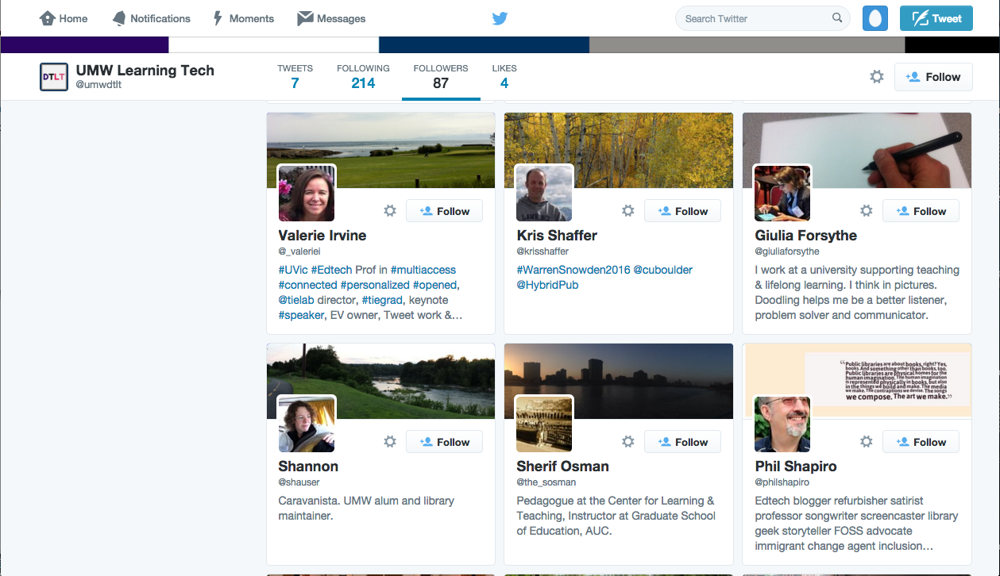 Home
Notifications
Moments
Messages
Search Twitter
Tweet
DTLT
UMW Learning Tech
@umwdtlt
TWEETS
7
FOLLOWING
214
FOLLOWERS
87
LIKES
4
Follow
Follow
Valerie Irvine
@_valeriei
#UVic #Edtech Prof in #multiaccess
#connected #personalized #opened,
@tielab director, #tiegrad, keynote
#speaker, EV owner, Tweet work &…
Follow
Kris Shaffer
@krisshaffer
#WarrenSnowden2016 @cuboulder
@HybridPub
Follow
Giulia Forsythe
@giuliaforsythe
I work at a university supporting teaching
& lifelong learning. I think in pictures.
Doodling helps me be a better listener,
problem solver and communicator.
Follow
Shannon
@shauser
Caravanista. UMW alum and library
maintainer.
Follow
Sherif Osman
@the_sosman
Pedagogue at the Center for Learning &
Teaching, Instructor at Graduate School
of Education, AUC.
“Public libraries are about books, right? Yes,
books. And something other than books, too.
Public libraries are physical homes for the
human imagination. The human imagination
is represented physically in books, but also
in the things we build and make. The media
we make. The contraptions we devise. The songs
we compose. The art we make.”
Follow
Phil Shapiro
@philshapiro
Edtech blogger refurbisher satirist
professor songwriter screencaster library
geek storyteller FOSS advocate
immigrant change agent inclusion…